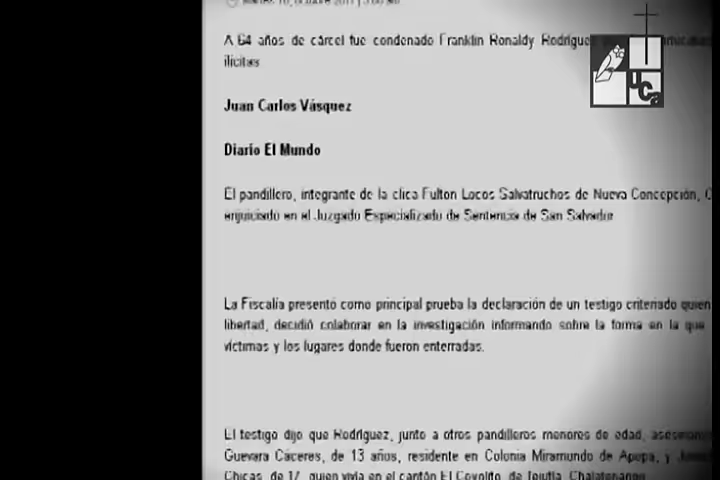 A 64 años de cárcel fue condenado Franklin Ronaldy Rodríguez
ilícitas
UCa
Juan Carlos Vásquez
Diario El Mundo
El pandillero, integrante de la clica Fulton Locos Salvatruchos de Nueva Concepción, C
enjuiciado en el Juzgado Especializado de Sentencia de San Salvador
La Fiscalía presentó como principal prueba la declaración de un testigo criteriado quien
libertad, decidió colaborar en la investigación informando sobre la forma en la que
víctimas y los lugares donde fueron enterradas.
El testigo dijo que Rodríguez, junto a otros pandilleros menores de edad,
Guevara Cáceres, de 13 años, residente en Colonia Miramundo de Apopa, y
Chicas, de 17, quien vivía en el cantón El Coyolito, de Tejutla, Chalatenango